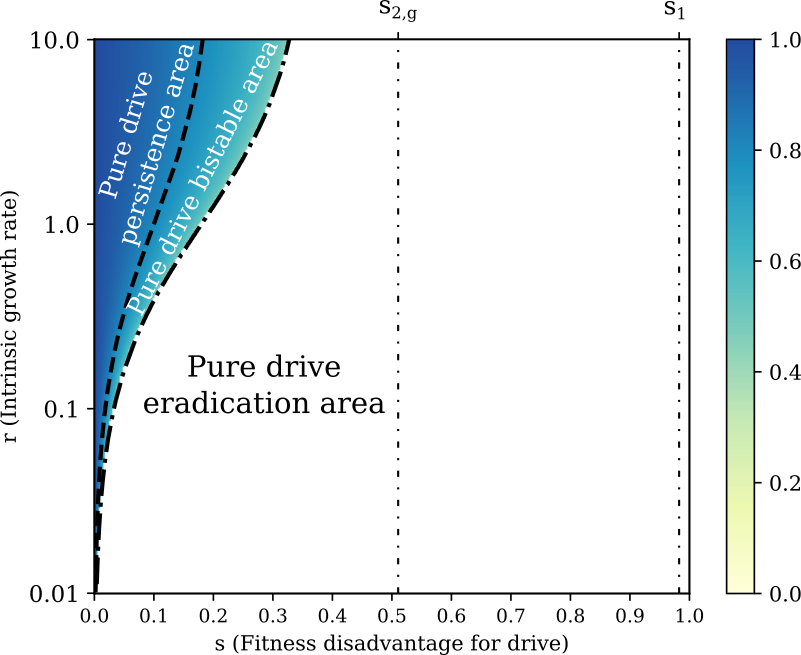 s2,g
s1
10.0
1.0
0.1
0.01
r (Intrinsic growth rate)
Pure drive
persistence area
Pure drive bistable area
Pure drive
eradication area
0.0 0.1 0.2 0.3 0.4 0.5 0.6 0.7 0.8 0.9 1.0
s (Fitness disadvantage for drive)
1.0
0.8
0.6
0.4
0.2
0.0